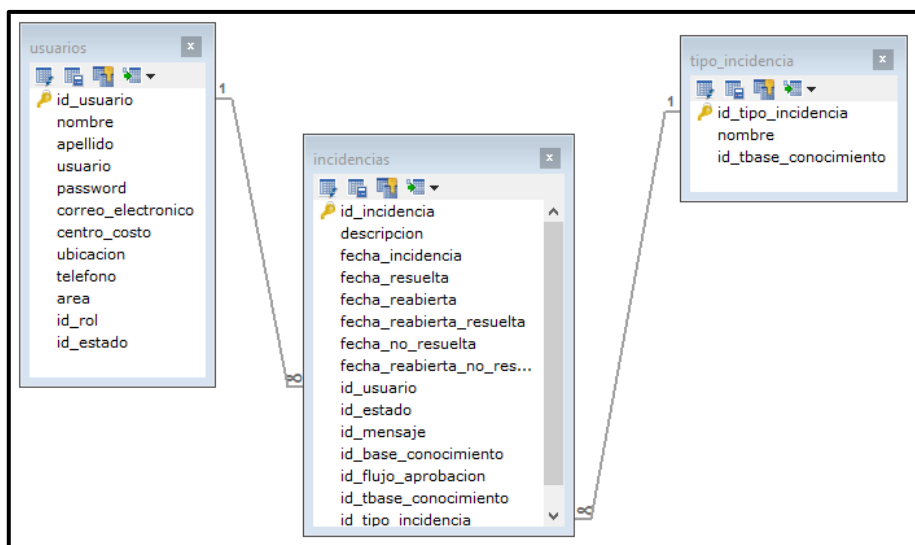 usuarios
id_usuario
nombre
apellido
usuario
password
correo_electronico
centro_costo
ubicacion
telefono
area
id_rol
id_estado
1
∞
incidencias
id_incidencia
descripcion
fecha_incidencia
fecha_resuelta
fecha_reabierta
fecha_reabierta_resuelta
fecha_no_resuelta
fecha_reabierta_no_res...
id_usuario
id_estado
id_mensaje
id_base_conocimiento
id_flujo_aprobacion
id_tbase_conocimiento
id_tipo_incidencia
∞
1
tipo_incidencia
id_tipo_incidencia
nombre
id_tbase_conocimiento